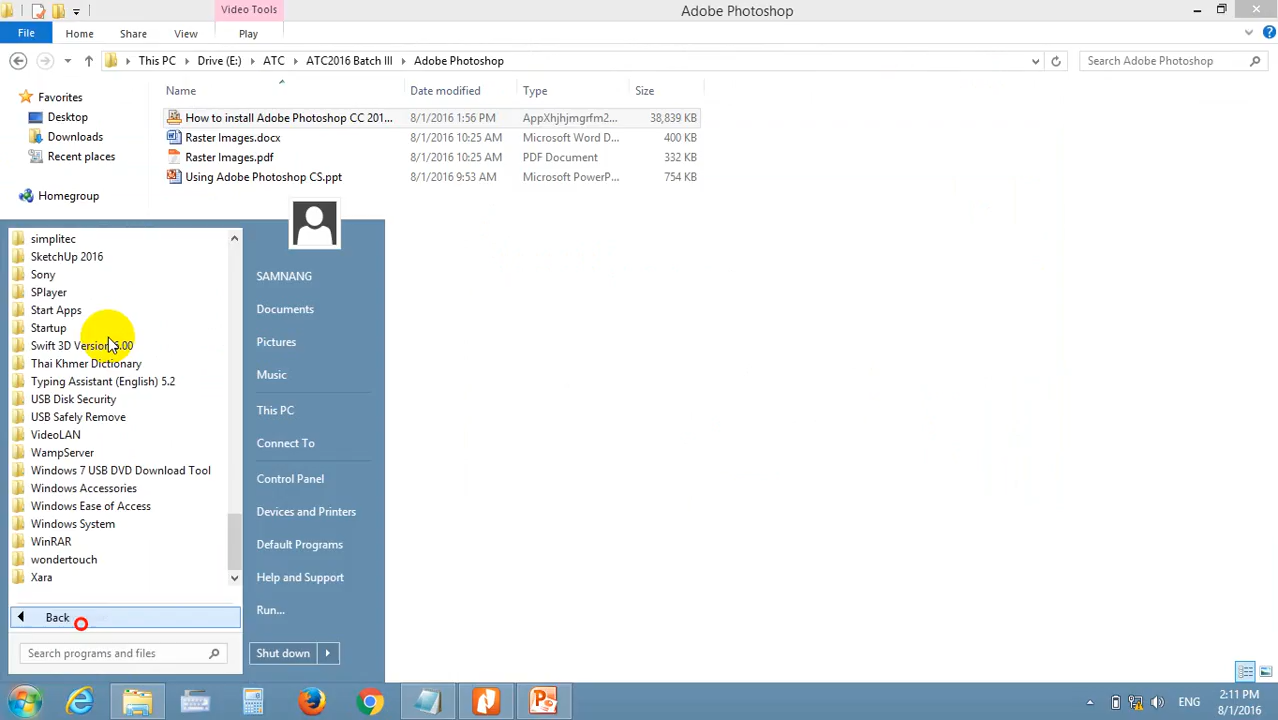 Video Tools
Adobe Photoshop
File Home Share View Play
This PC Drive (E:) ATC ATC2016 Batch III Adobe Photoshop
Search Adobe Photoshop
Name Date modified Type Size
Favorites
Desktop
Downloads
Recent places
Homegroup
How to install Adobe Photoshop CC 201... 8/1/2016 1:56 PM AppXhjhjmgrfm2... 38,839 KB
Raster Images.docx 8/1/2016 10:25 AM Microsoft Word D... 400 KB
Raster Images.pdf 8/1/2016 10:25 AM PDF Document 332 KB
Using Adobe Photoshop CS.ppt 8/1/2016 9:53 AM Microsoft PowerP... 754 KB
simplitec
SketchUp 2016
Sony
SPlayer
Start Apps
Startup
Swift 3D Version .00
Thai Khmer Dictionary
Typing Assistant (English) 5.2
USB Disk Security
USB Safely Remove
VideoLAN
WampServer
Windows 7 USB DVD Download Tool
Windows Accessories
Windows Ease of Access
Windows System
WinRAR
wondertouch
Xara
Back
Search programs and files
SAMNANG
Documents
Pictures
Music
This PC
Connect To
Control Panel
Devices and Printers
Default Programs
Help and Support
Run...
Shut down
ENG
2:11 PM
8/1/2016